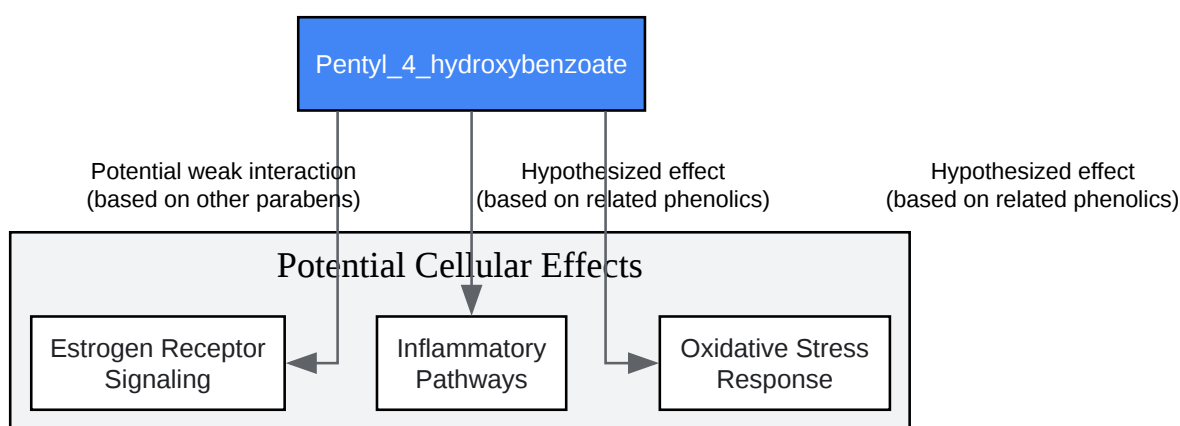 Pentyl_4_hydroxybenzoate
Potential weak interaction
(based on other parabens)
Hypothesized effect
(based on related phenolics)
Hypothesized effect
(based on related phenolics)
Potential Cellular Effects
Estrogen Receptor
Signaling
Inflammatory
Pathways
Oxidative Stress
Response